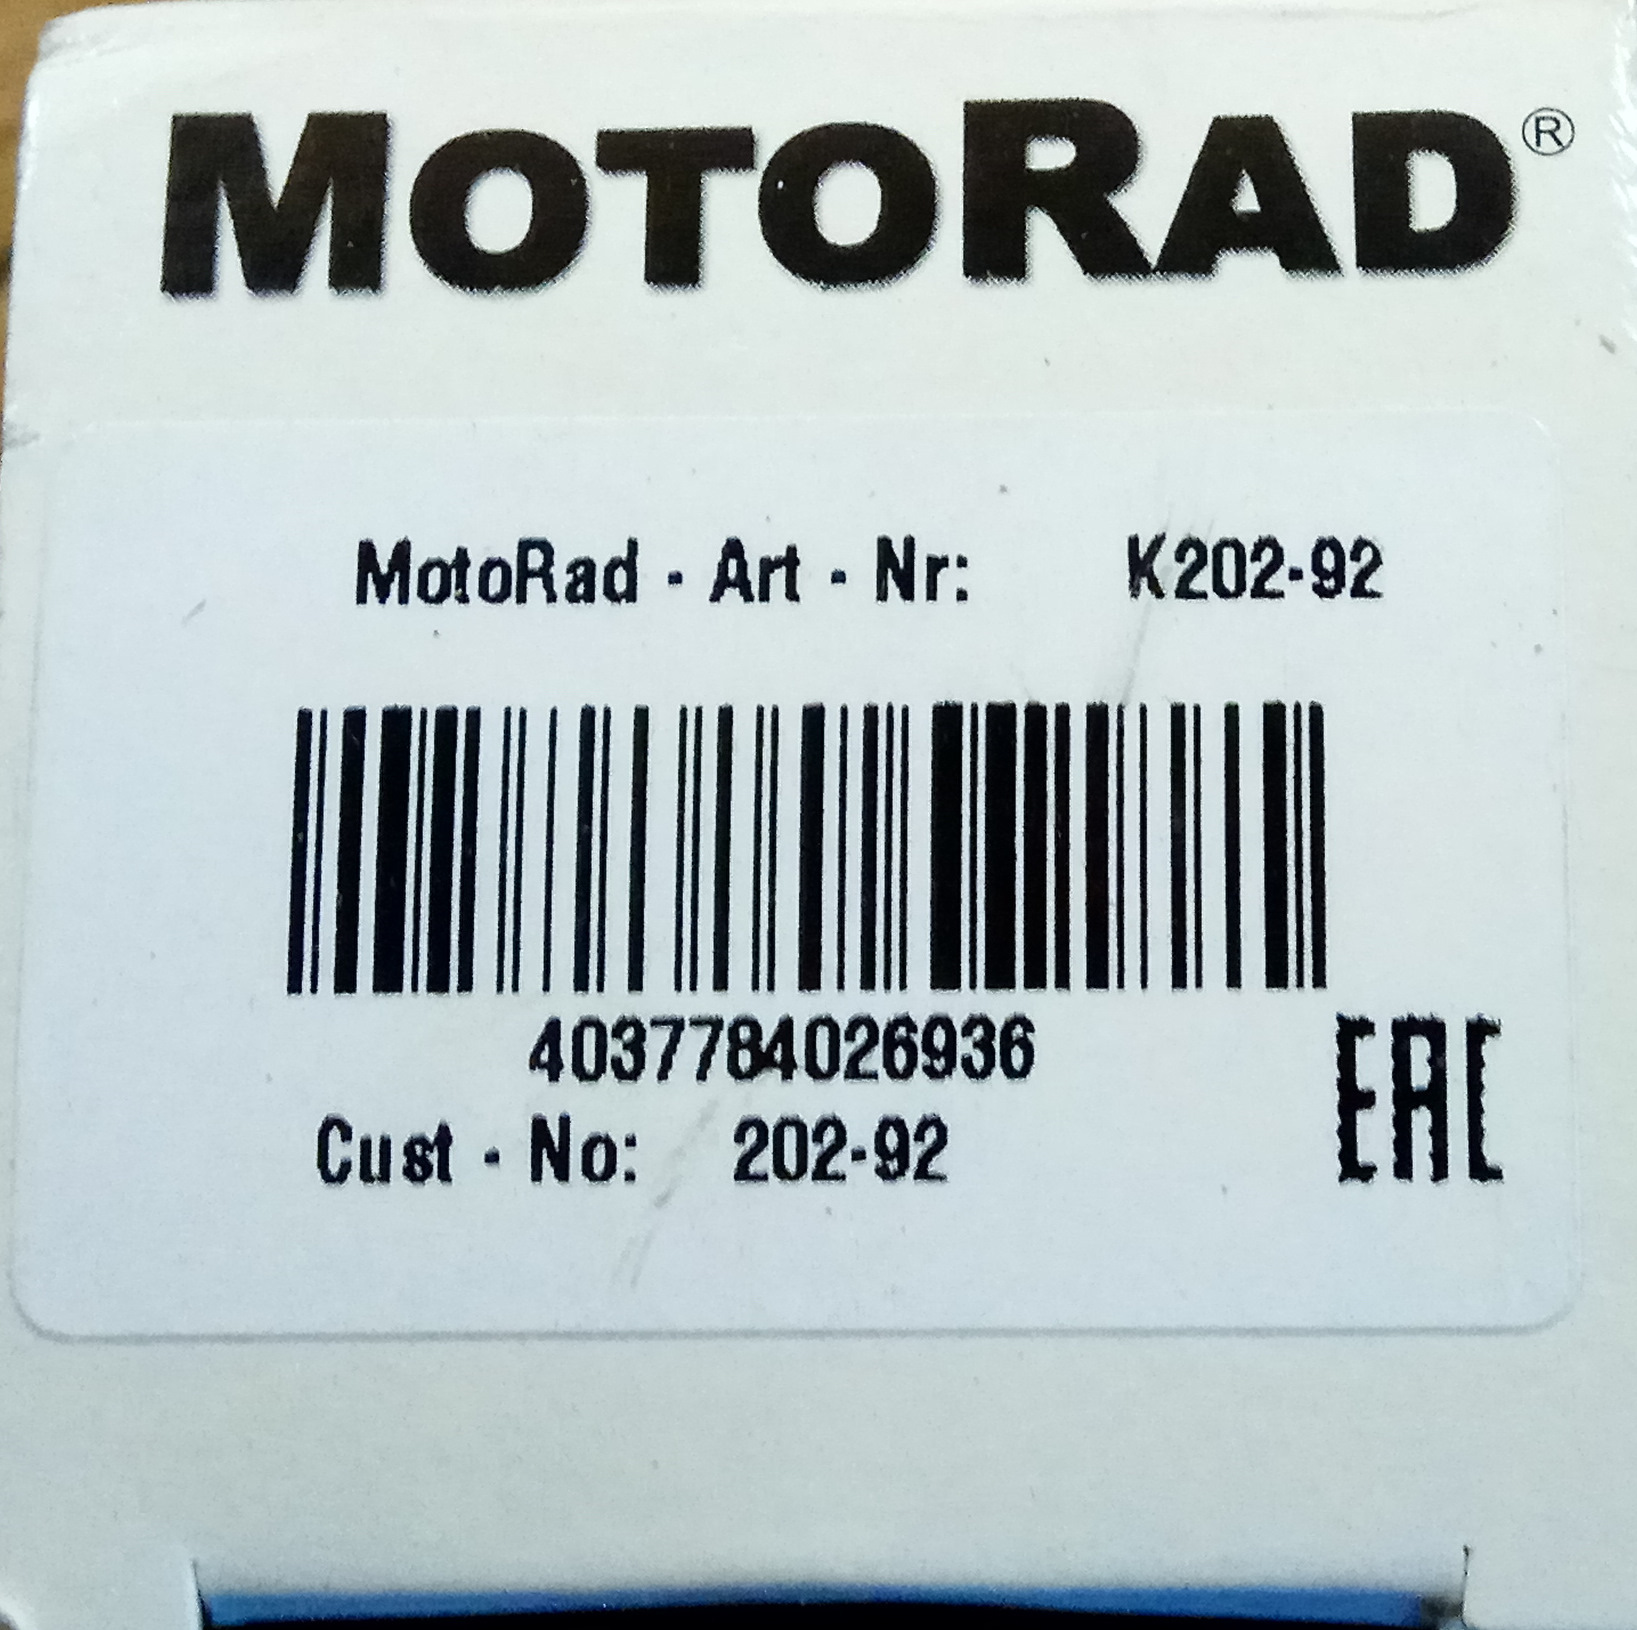 MOTORAD®
MotoRad - Art - Nr: K202-92
4037784026936
Cust - No: 202-92
EAC